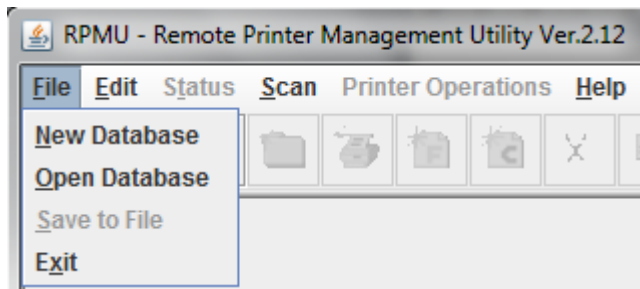 RPMU - Remote Printer Management Utility Ver.2.12
File Edit Status Scan Printer Operations Help
New Database
Open Database
Save to File
Exit
F
C